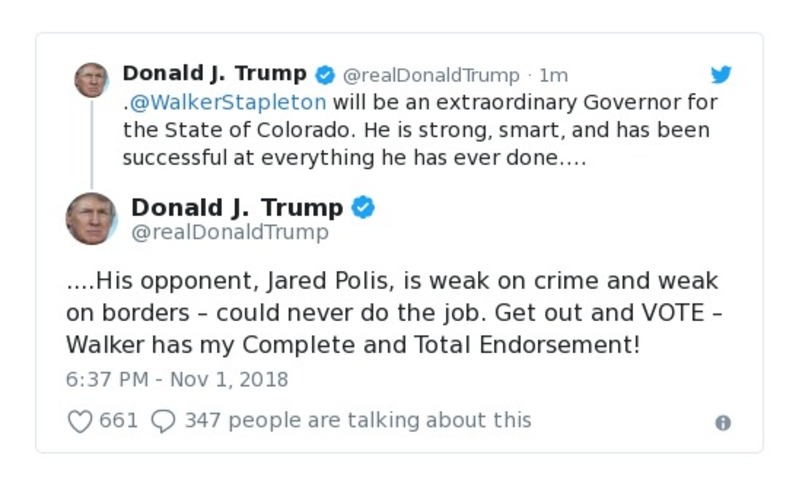 Donald J. Trump @realDonaldTrump · 1m
.@WalkerStapleton will be an extraordinary Governor for
the State of Colorado. He is strong, smart, and has been
successful at everything he has ever done....
Donald J. Trump
@realDonaldTrump
....His opponent, Jared Polis, is weak on crime and weak
on borders – could never do the job. Get out and VOTE –
Walker has my Complete and Total Endorsement!
6:37 PM - Nov 1, 2018
661 347 people are talking about this